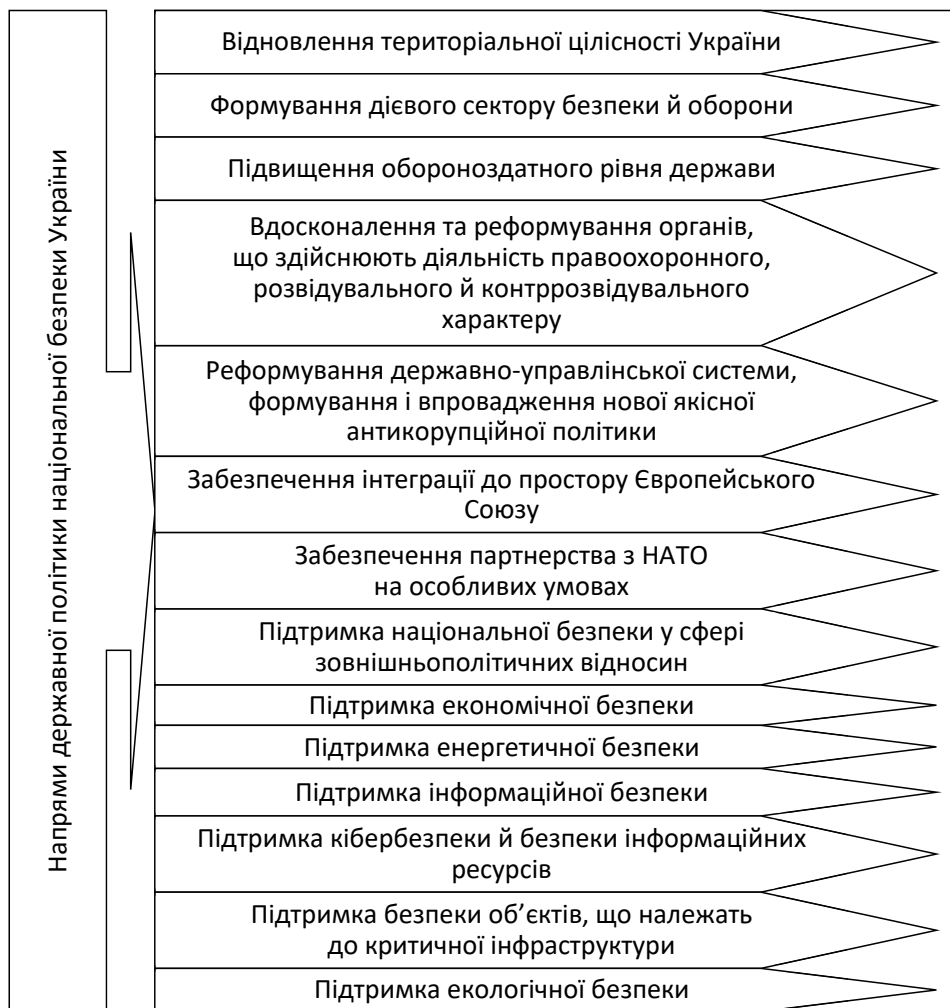 Напрями державної політики національної безпеки України
Відновлення територіальної цілісності України
Формування дієвого сектору безпеки й оборони
Підвищення обороноздатного рівня держави
Вдосконалення та реформування органів,
що здійснюють діяльність правоохоронного,
розвідувального й контррозвідувального
характеру
Реформування державно-управлінської системи,
формування і впровадження нової якісної
антикорупційної політики
Забезпечення інтеграції до простору Європейського
Союзу
Забезпечення партнерства з НАТО
на особливих умовах
Підтримка національної безпеки у сфері
зовнішньополітичних відносин
Підтримка економічної безпеки
Підтримка енергетичної безпеки
Підтримка інформаційної безпеки
Підтримка кібербезпеки й безпеки інформаційних
ресурсів
Підтримка безпеки об’єктів, що належать
до критичної інфраструктури
Підтримка екологічної безпеки